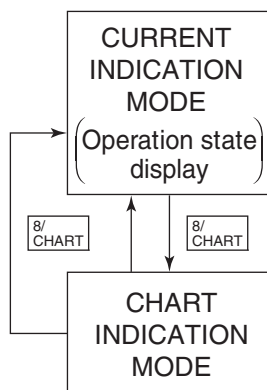 CURRENT
INDICATION
MODE
(Operation state
display)
8/
CHART
8/
CHART
CHART
INDICATION
MODE